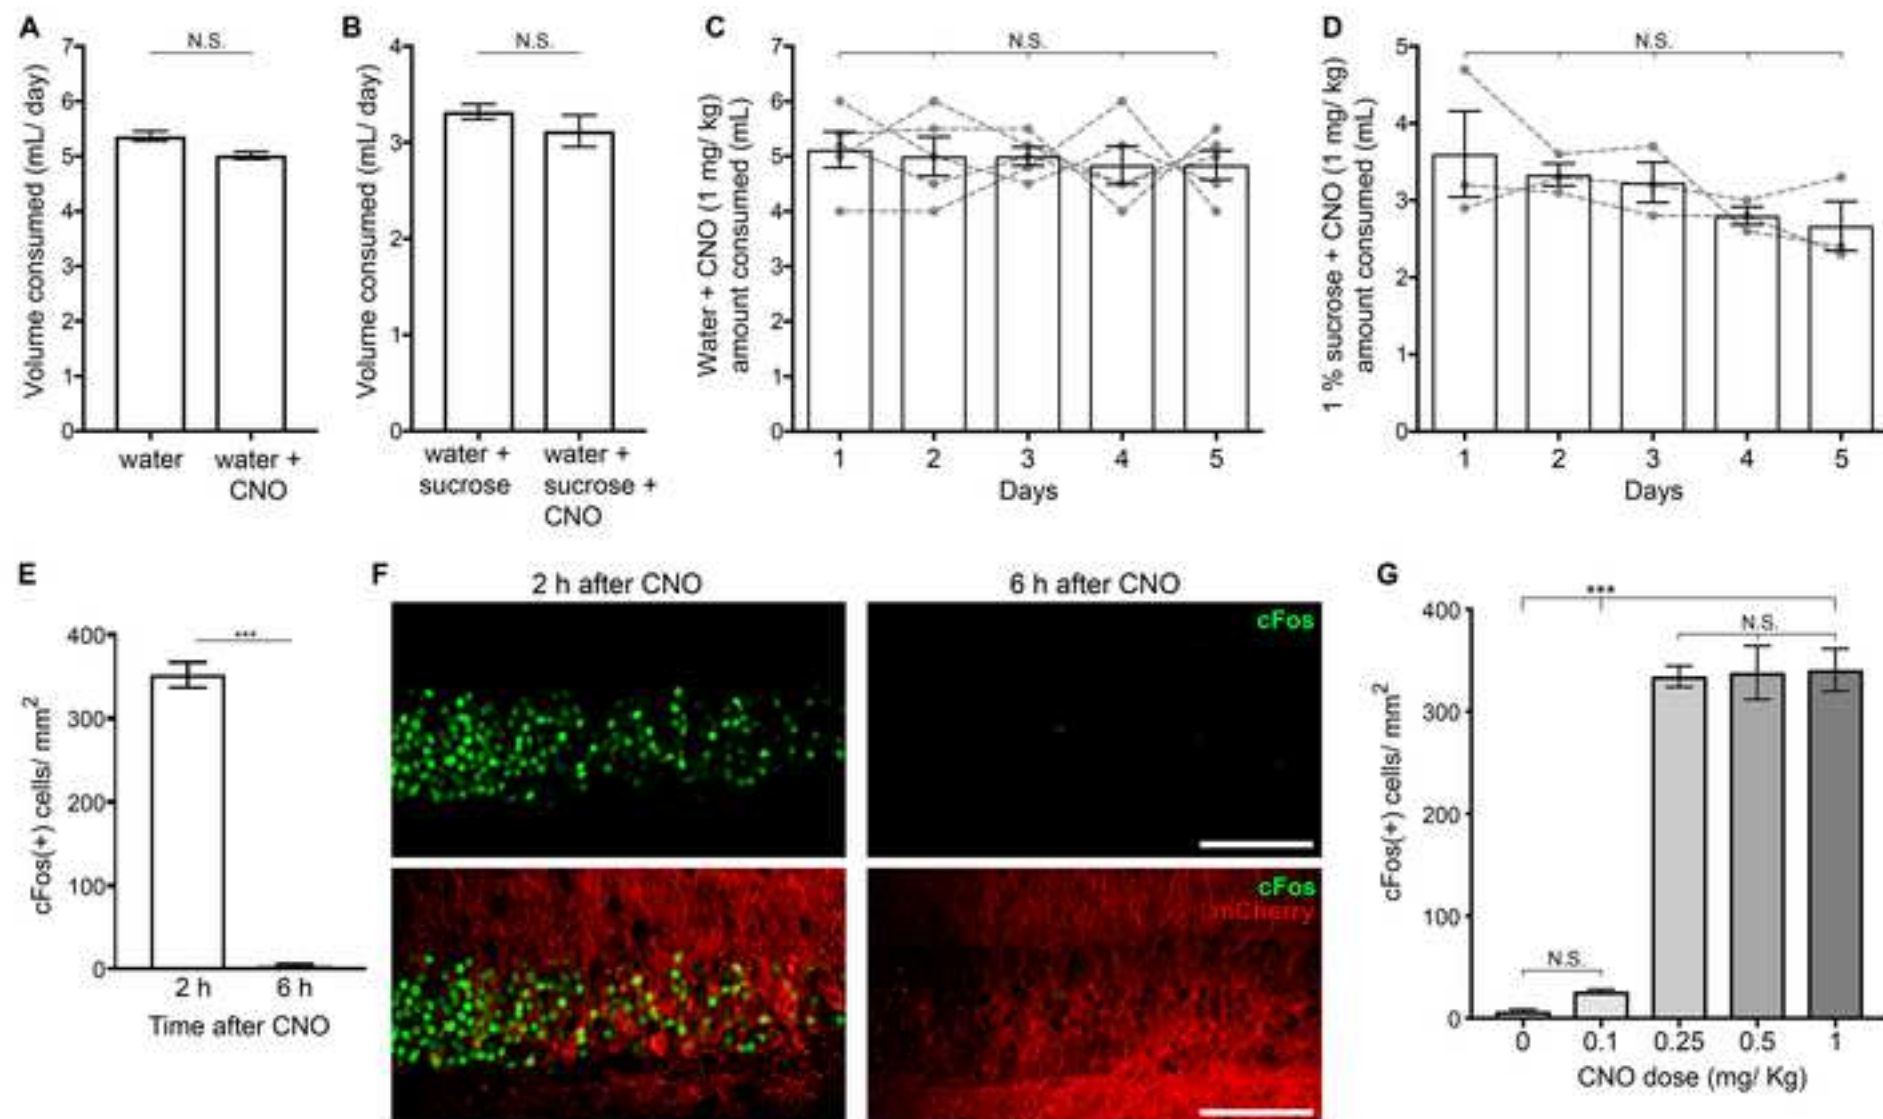 A
N.S.
Volume consumed (mL/ day)
7
6
5
4
3
2
1
0
water
water +
CNO
B
N.S.
Volume consumed (mL/ day)
4
3
2
1
0
water +
sucrose
water +
sucrose +
CNO
C
N.S.
Water + CNO (1 mg/ kg)
amount consumed (mL)
7
6
5
4
3
2
1
0
1 2 3 4 5
Days
D
N.S.
1 % sucrose + CNO (1 mg/ kg)
amount consumed (mL)
5
4
3
2
1
0
1 2 3 4 5
Days
E
***
cFos(+) cells/ mm2
400
300
200
100
0
2 h 6 h
Time after CNO
F
2 h after CNO
6 h after CNO
cFos
cFos
mCherry
G
***
N.S.
N.S.
cFos(+) cells/ mm2
400
300
200
100
0
0 0.1 0.25 0.5 1
CNO dose (mg/ Kg)